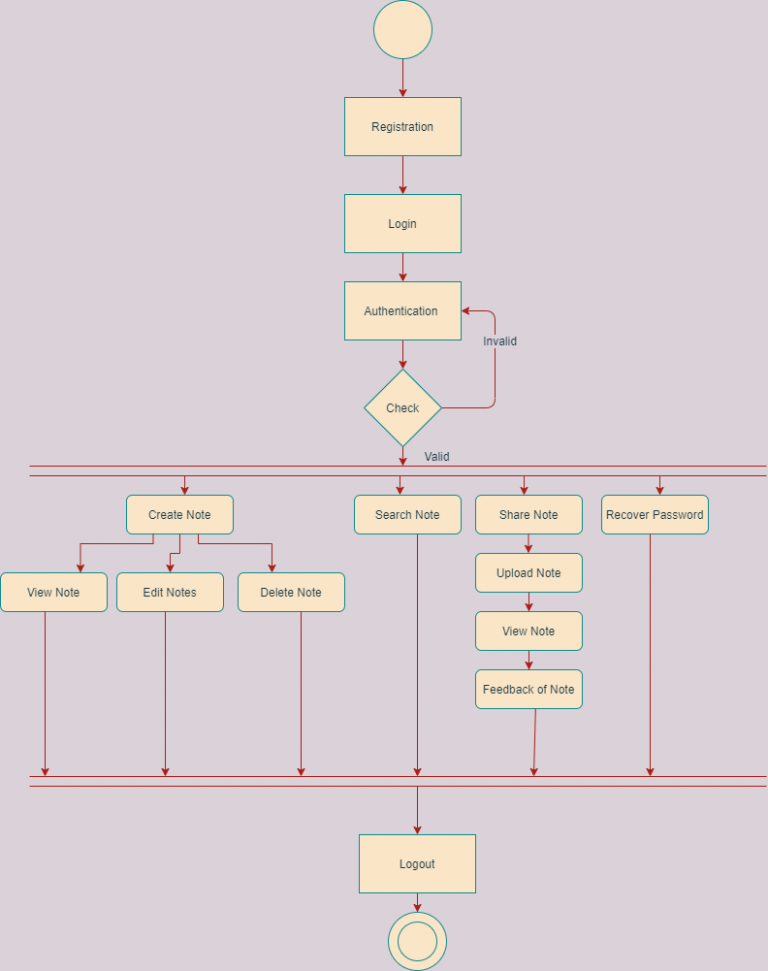 Registration
Login
Authentication
Invalid
Check
Valid
Create Note
Search Note
Share Note
Recover Password
Upload Note
View Note
Edit Notes
Delete Note
View Note
Feedback of Note
Logout